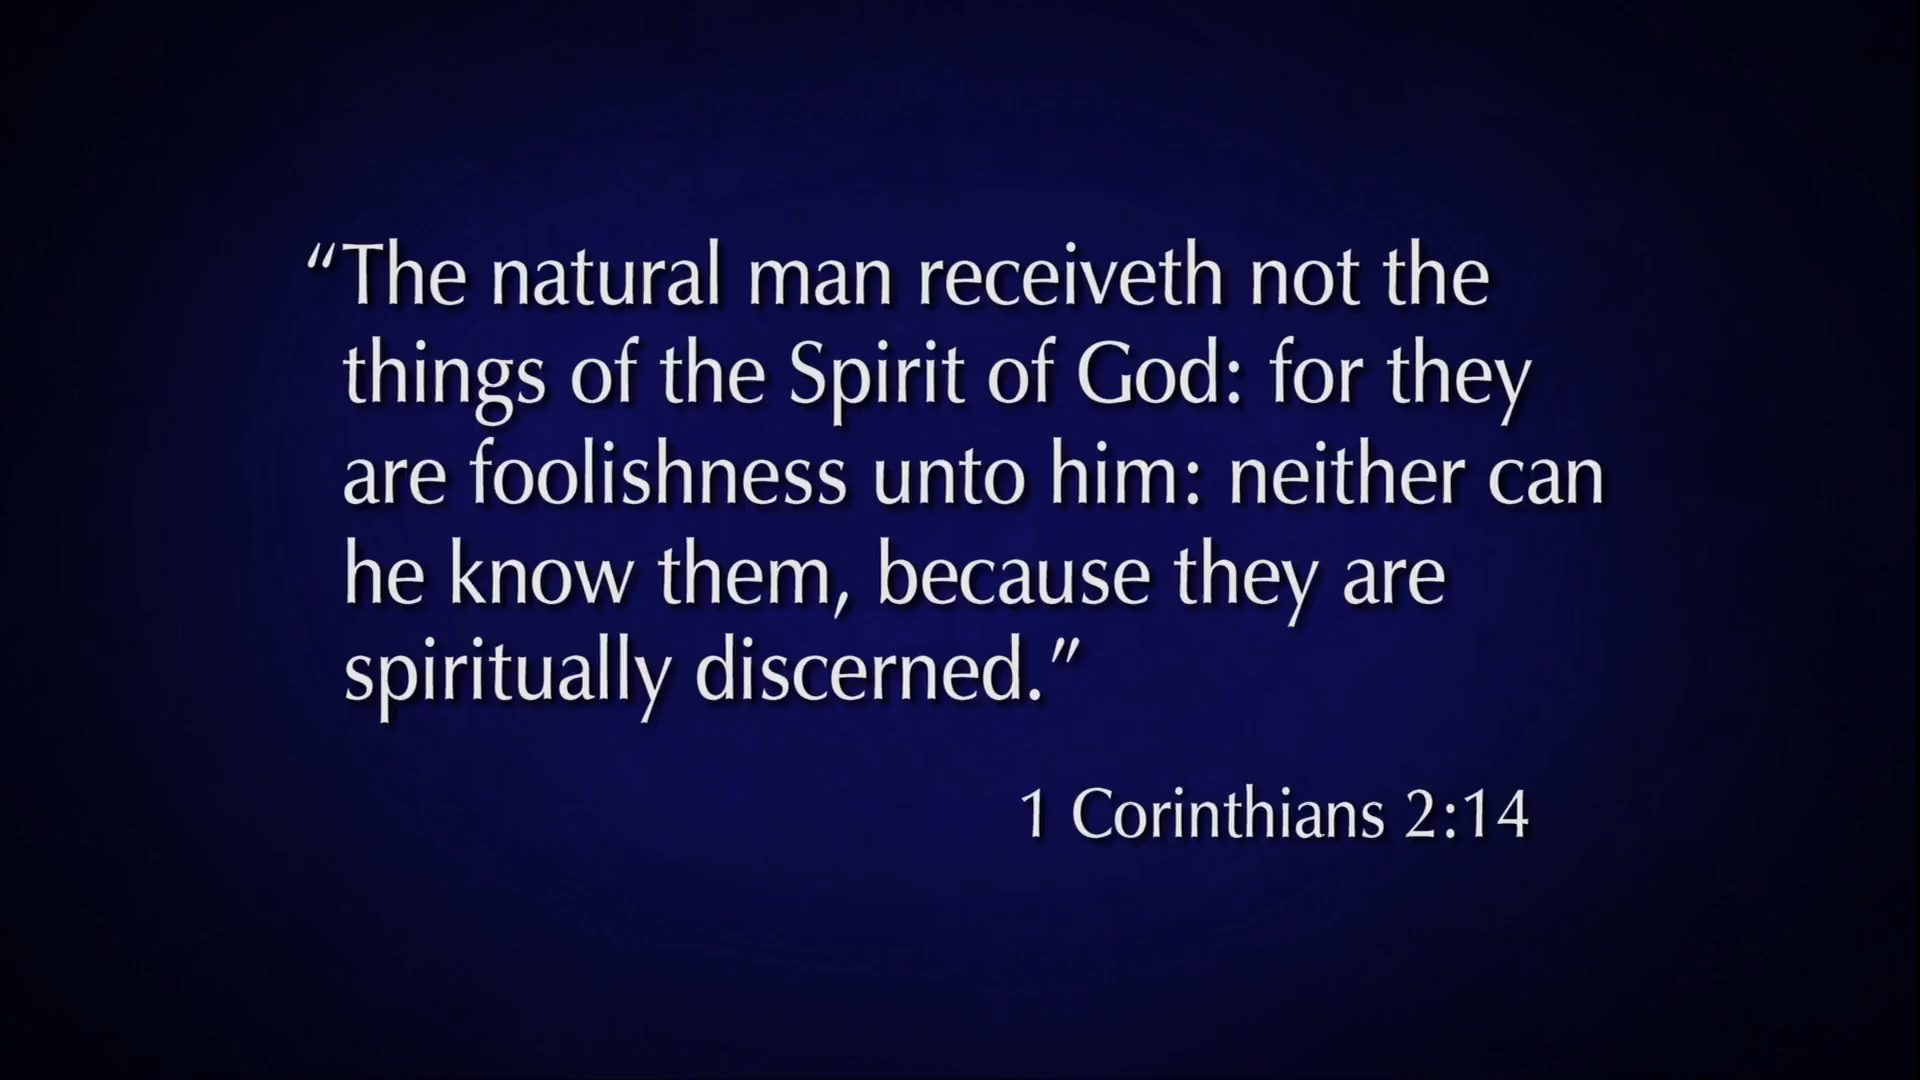 “The natural man receiveth not the
things of the Spirit of God: for they
are foolishness unto him: neither can
he know them, because they are
spiritually discerned.”
1 Corinthians 2:14